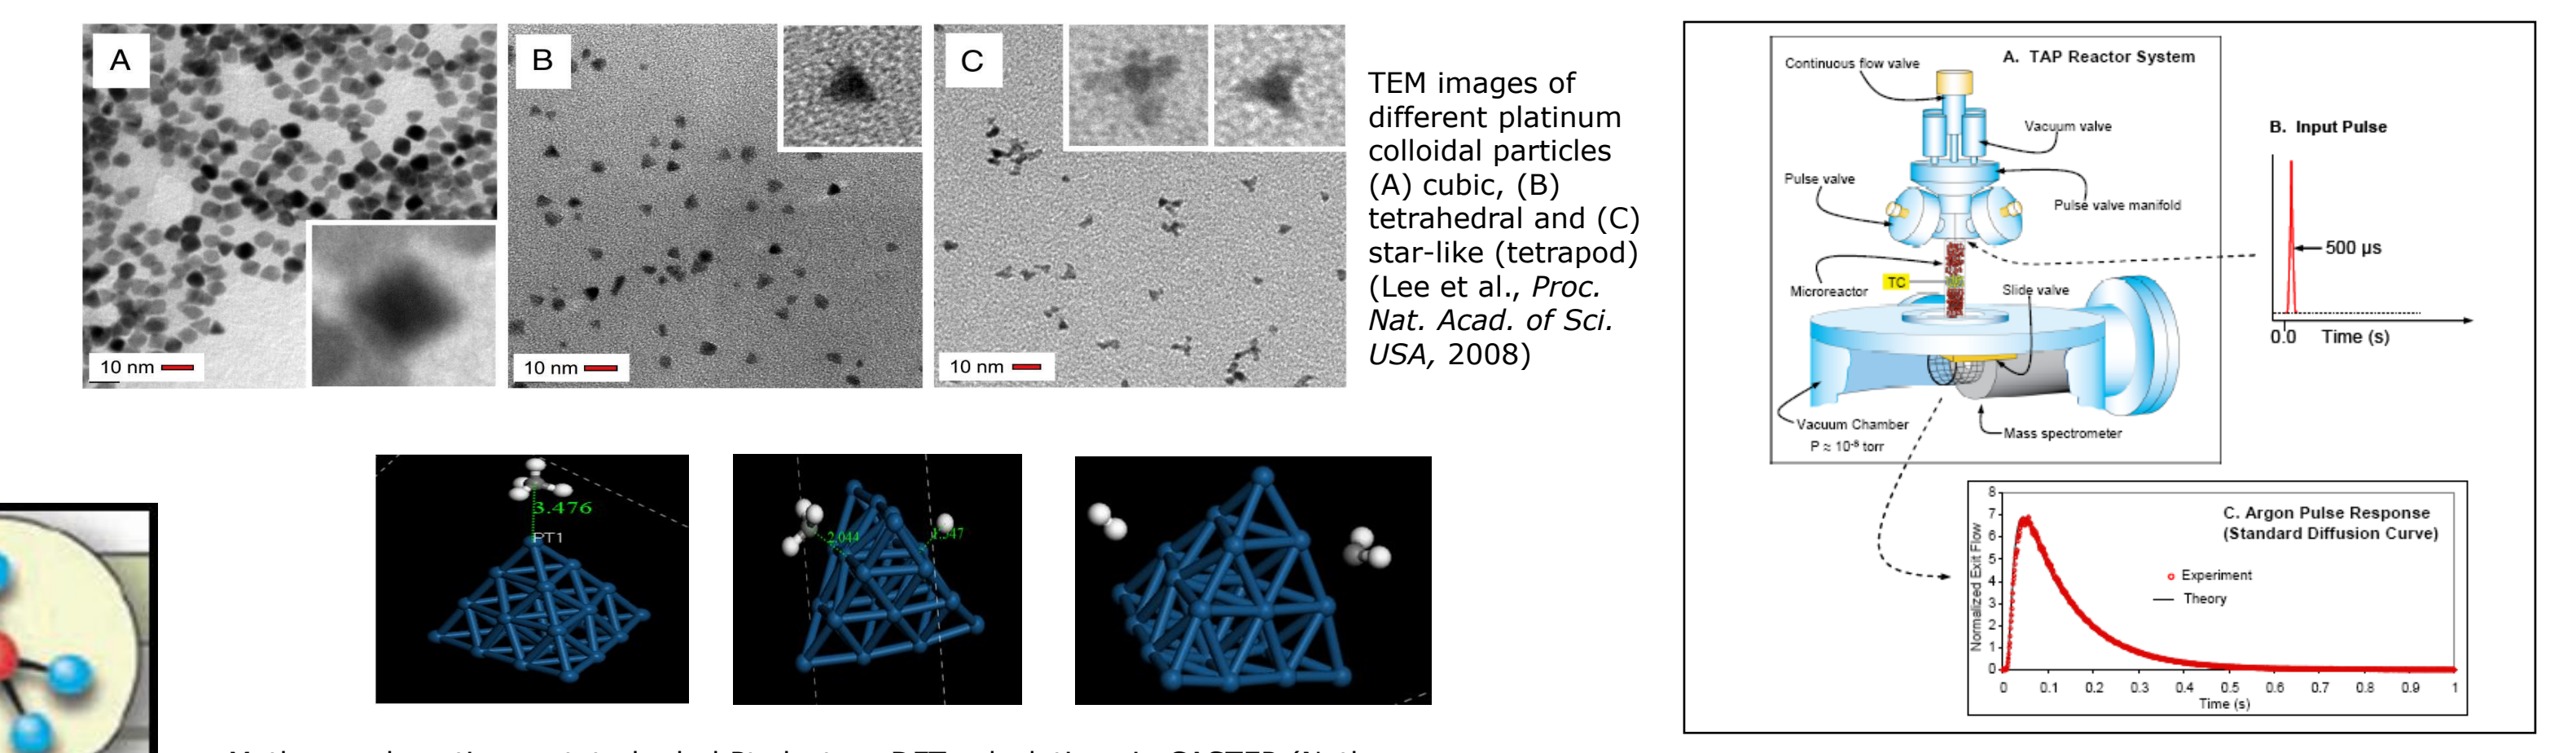 A
10 nm
B
10 nm
C
10 nm
TEM images of
different platinum
colloidal particles
(A) cubic, (B)
tetrahedral and (C)
star-like (tetrapod)
(Lee et al., Proc.
Nat. Acad. of Sci.
USA, 2008)
3.476
PT1
2.044
A. TAP Reactor System
Continuous flow valve
Vacuum valve
Pulse valve
Pulse valve manifold
Microreactor
TC
Slide valve
Vacuum Chamber
P ≈ 10⁻⁸ torr
Mass spectrometer
B. Input Pulse
500 µs
0.0
Time (s)
C. Argon Pulse Response
(Standard Diffusion Curve)
Experiment
Theory
Normalized Exit Flow
8
7
6
5
4
3
2
1
0
0 0.1 0.2 0.3 0.4 0.5 0.6 0.7 0.8 0.9 1
Time (s)